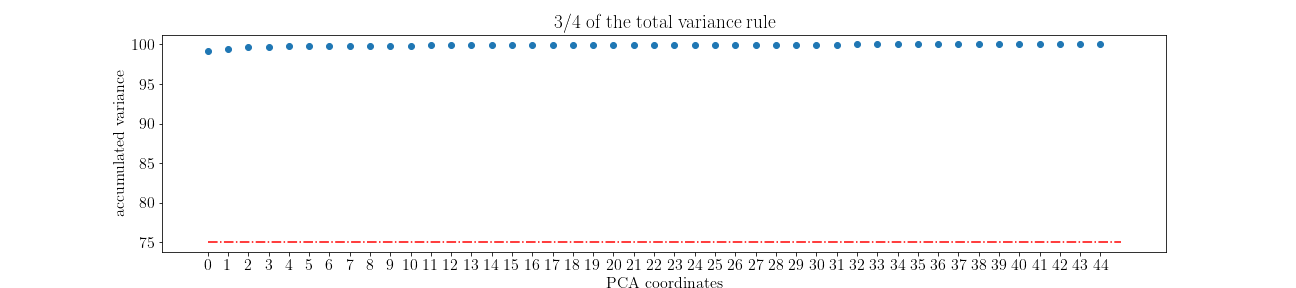 3/4 of the total variance rule
accumulated variance
100
95
90
85
80
75
0 1 2 3 4 5 6 7 8 9 10 11 12 13 14 15 16 17 18 19 20 21 22 23 24 25 26 27 28 29 30 31 32 33 34 35 36 37 38 39 40 41 42 43 44
PCA coordinates